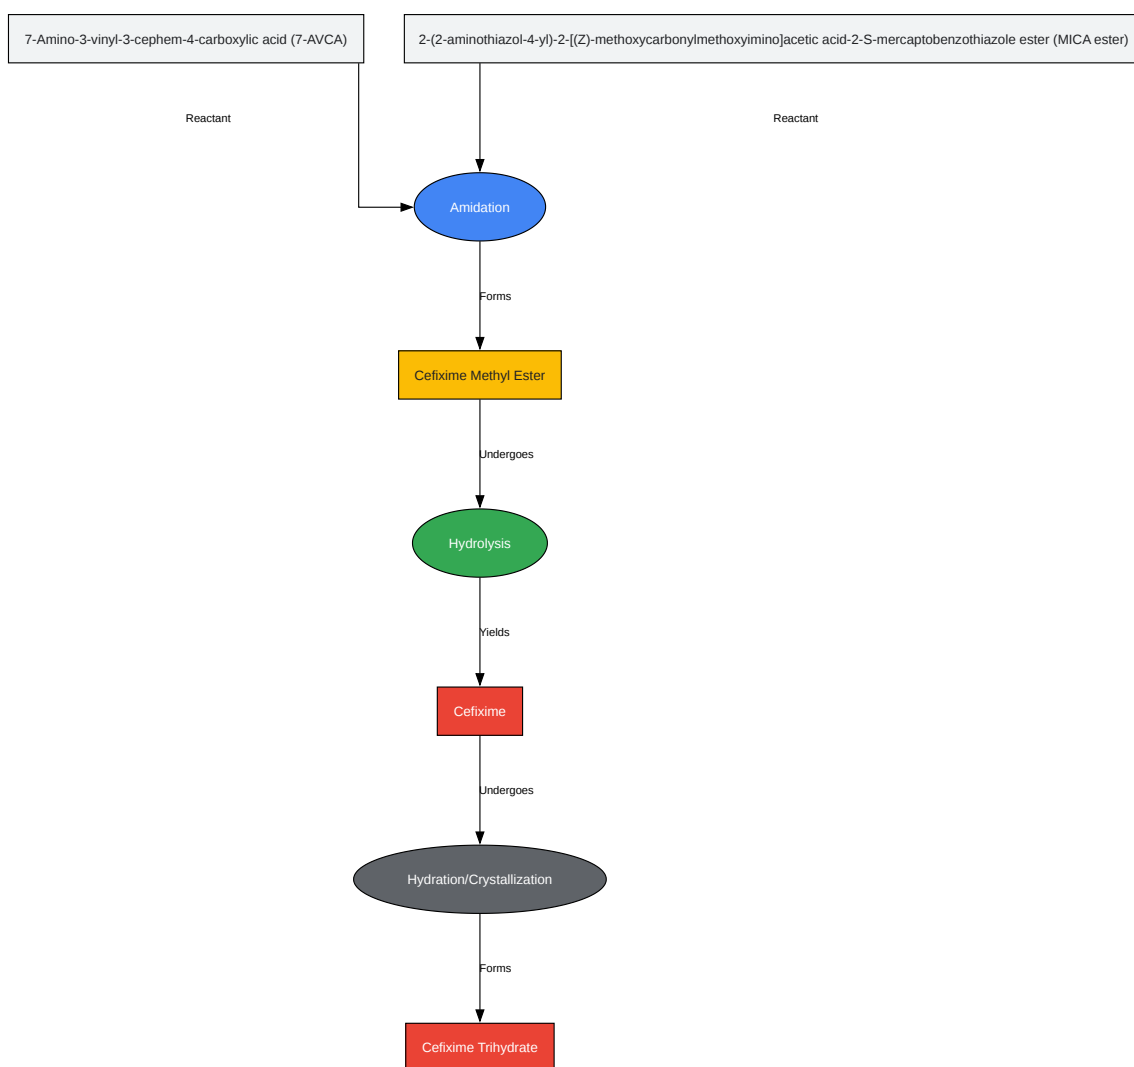 7-Amino-3-vinyl-3-cephem-4-carboxylic acid (7-AVCA)
2-(2-aminothiazol-4-yl)-2-[(Z)-methoxycarbonylmethoxyimino]acetic acid-2-S-mercaptobenzothiazole ester (MICA ester)
Reactant
Reactant
Amidation
Forms
Cefixime Methyl Ester
Undergoes
Hydrolysis
Yields
Cefixime
Undergoes
Hydration/Crystallization
Forms
Cefixime Trihydrate